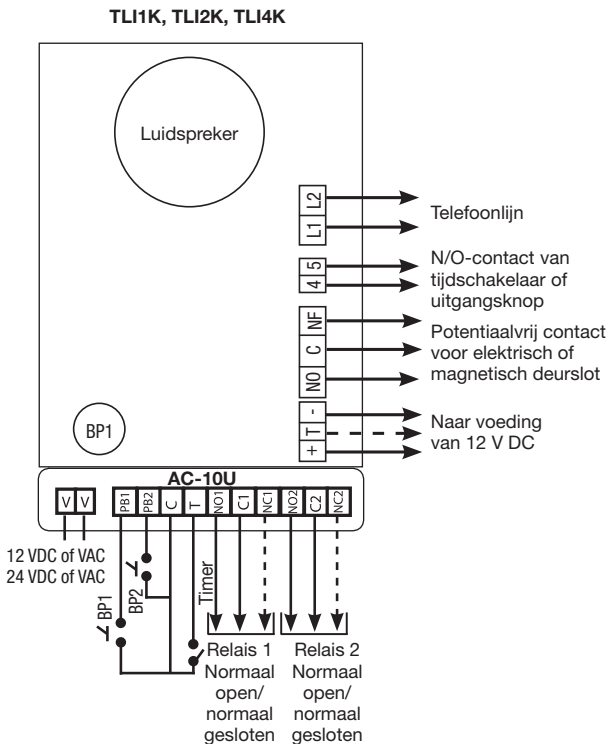 TLI1K, TLI2K, TLI4K
Luidspreker
L2
L1
Telefoonlijn
5
4
N/O-contact van
tijdschakelaar of
uitgangsknop
NF
C
NO
Potentiaalvrij contact
voor elektrisch of
magnetisch deurslot
-
T
+
Naar voeding
van 12 V DC
BP1
AC-10U
V V PB1 PB2 C T NO1 C1 NC1 NO2 C2 NC2
12 VDC of VAC
24 VDC of VAC
BP1
BP2
Timer
Relais 1
Normaal
open/
normaal
gesloten
Relais 2
Normaal
open/
normaal
gesloten